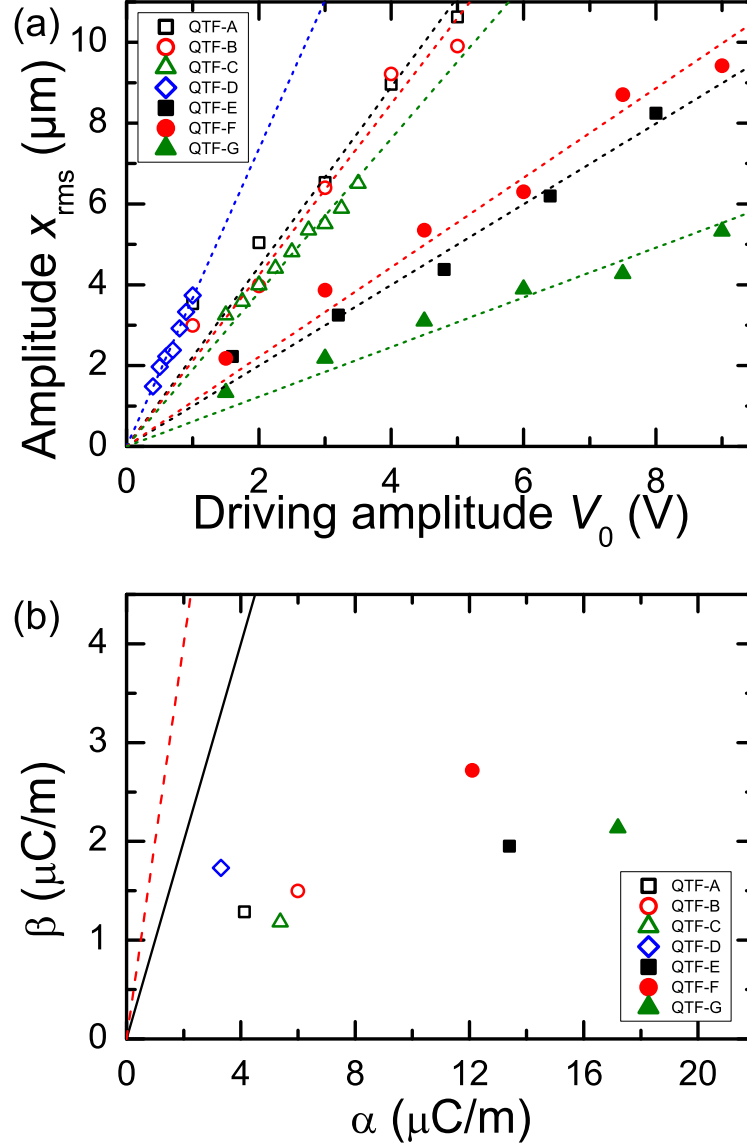 (a)
QTF-A
QTF-B
QTF-C
QTF-D
QTF-E
QTF-F
QTF-G
Amplitude x_rms (μm)
10
8
6
4
2
0
0 2 4 6 8
Driving amplitude V_0 (V)
(b)
β (μC/m)
4
3
2
1
0
QTF-A
QTF-B
QTF-C
QTF-D
QTF-E
QTF-F
QTF-G
0 4 8 12 16 20
α (μC/m)